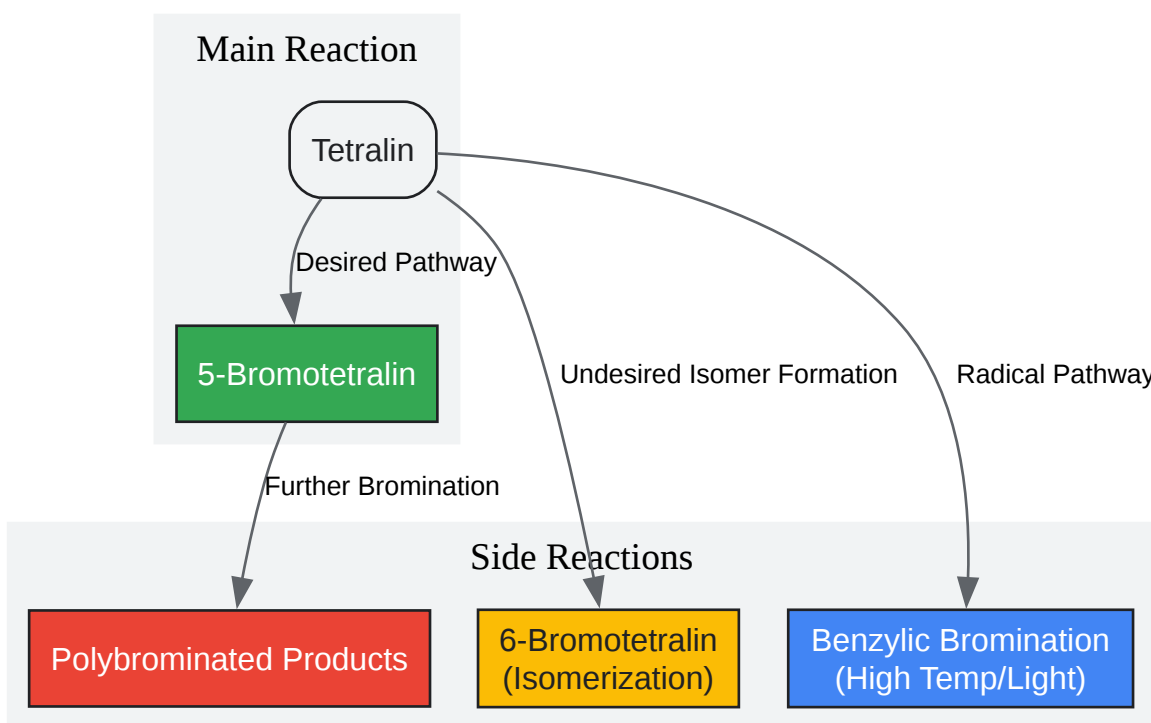 Main Reaction
Tetralin
Desired Pathway
5-Bromotetralin
Undesired Isomer Formation
Radical Pathway
Further Bromination
Side Reactions
Polybrominated Products
6-Bromotetralin
(Isomerization)
Benzylic Bromination
(High Temp/Light)